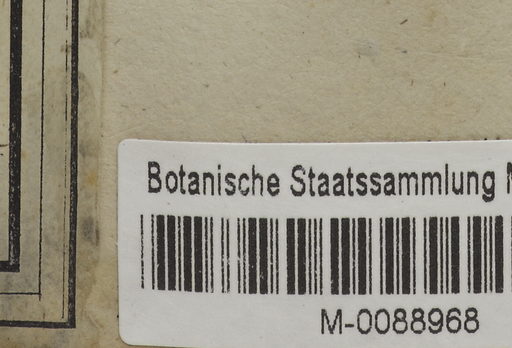 Botanische Staatssammlung
M-0088968